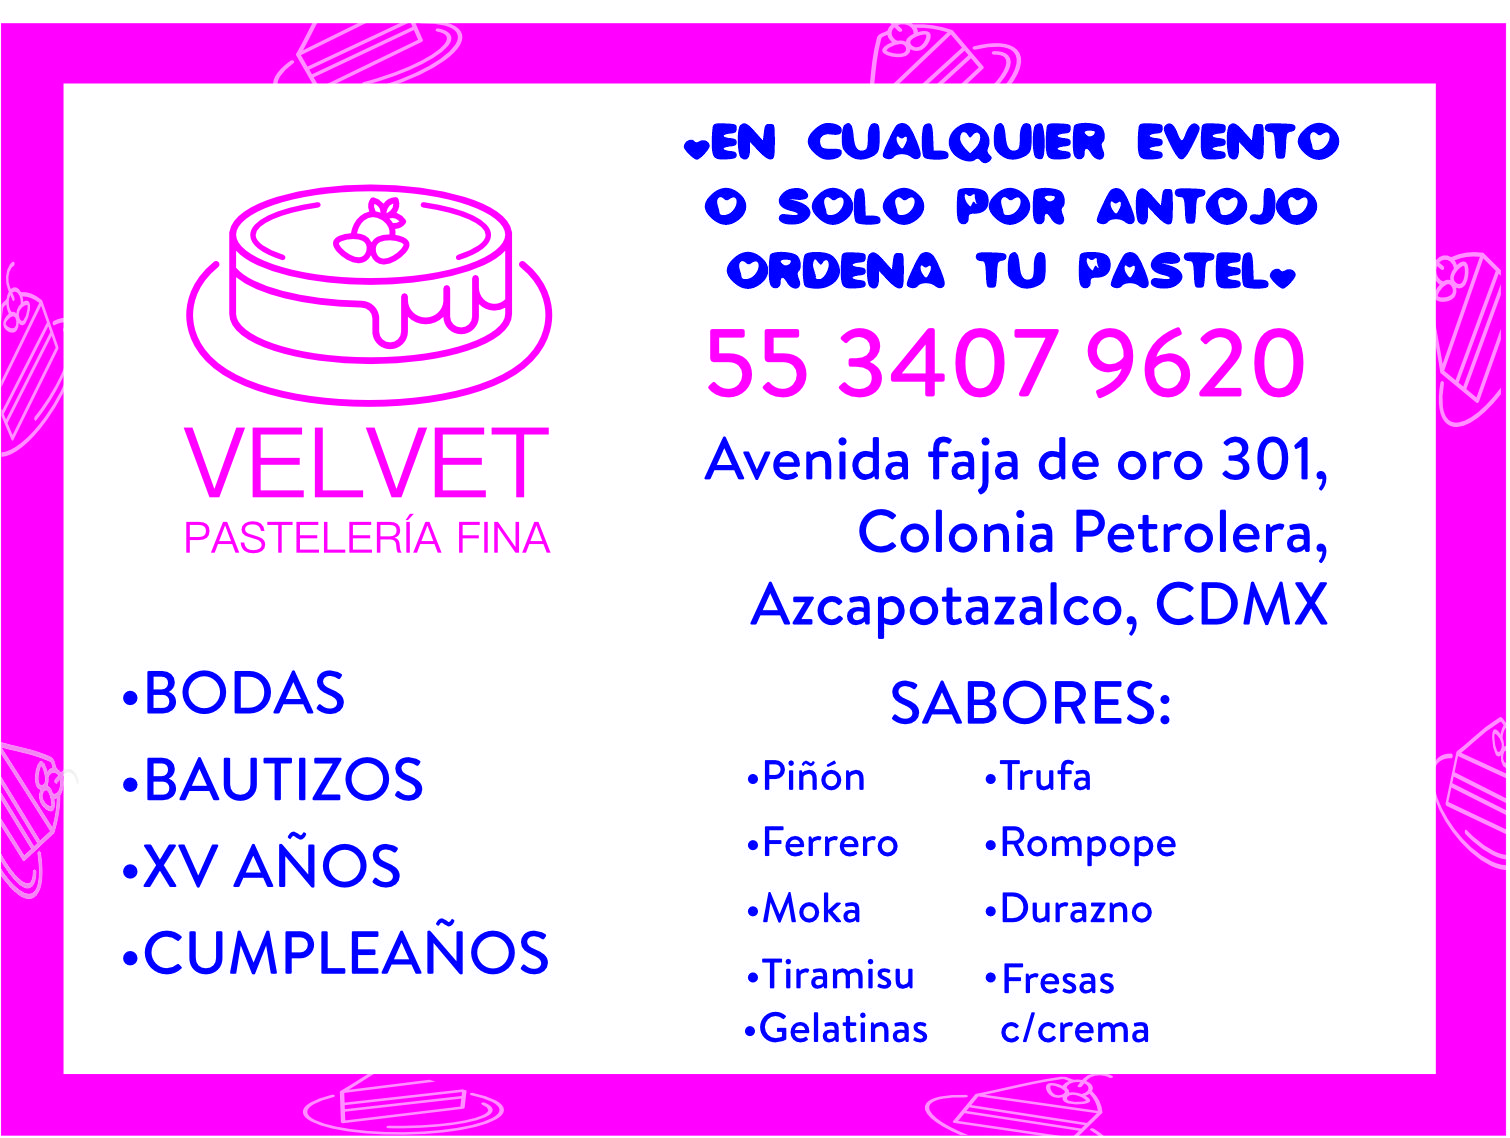 VELVET
PASTELERÍA FINA
EN CUALQUIER EVENTO
O SOLO POR ANTOJO
ORDENA TU PASTEL
55 3407 9620
Avenida faja de oro 301,
Colonia Petrolera,
Azcapotazalco, CDMX
•BODAS
•BAUTIZOS
•XV AÑOS
•CUMPLEAÑOS
SABORES:
•Piñón
•Ferrero
•Moka
•Tiramisu
•Gelatinas
•Trufa
•Rompope
•Durazno
•Fresas
c/crema